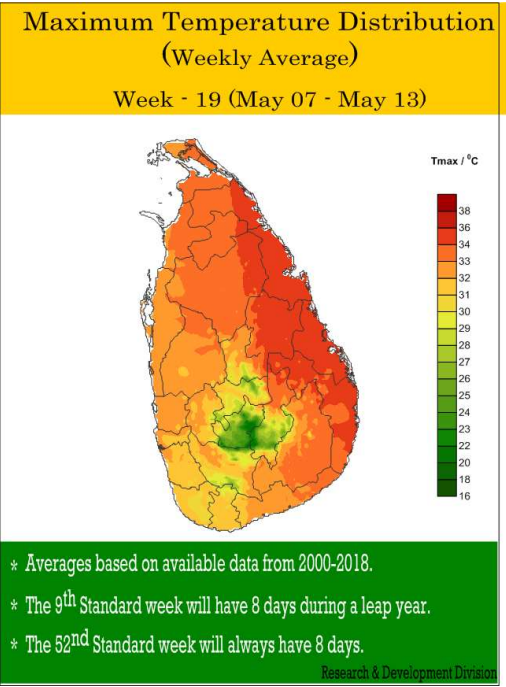 Maximum Temperature Distribution
(Weekly Average)
Week - 19 (May 07 - May 13)
Tmax / ⁰C
38
36
34
33
32
31
30
29
28
27
26
25
24
23
22
20
18
16
* Averages based on available data from 2000-2018.
* The 9th Standard week will have 8 days during a leap year.
* The 52nd Standard week will always have 8 days.
Research & Development Division